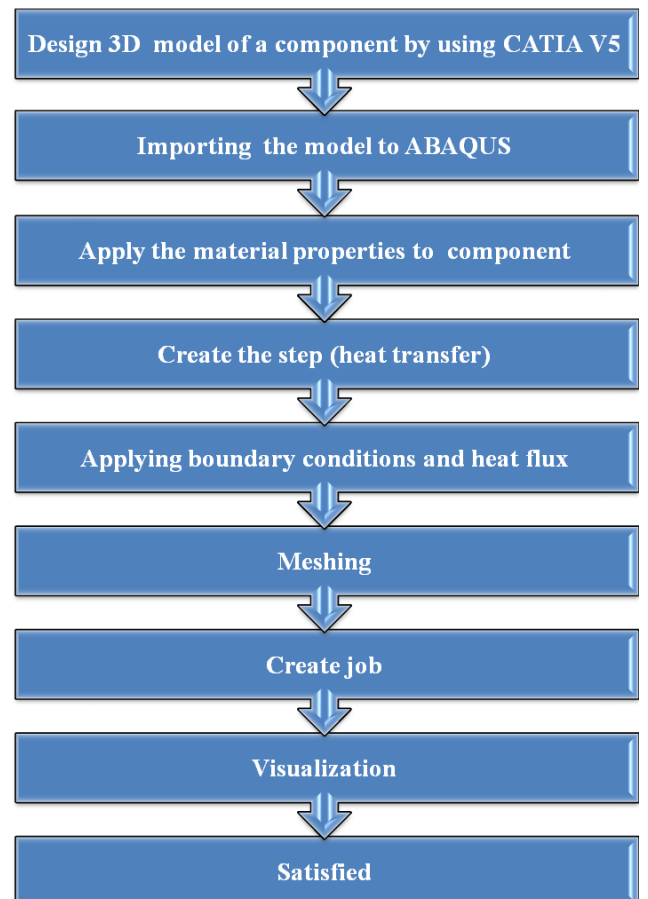 Design 3D model of a component by using CATIA V5
Importing the model to ABAQUS
Apply the material properties to component
Create the step (heat transfer)
Applying boundary conditions and heat flux
Meshing
Create job
Visualization
Satisfied